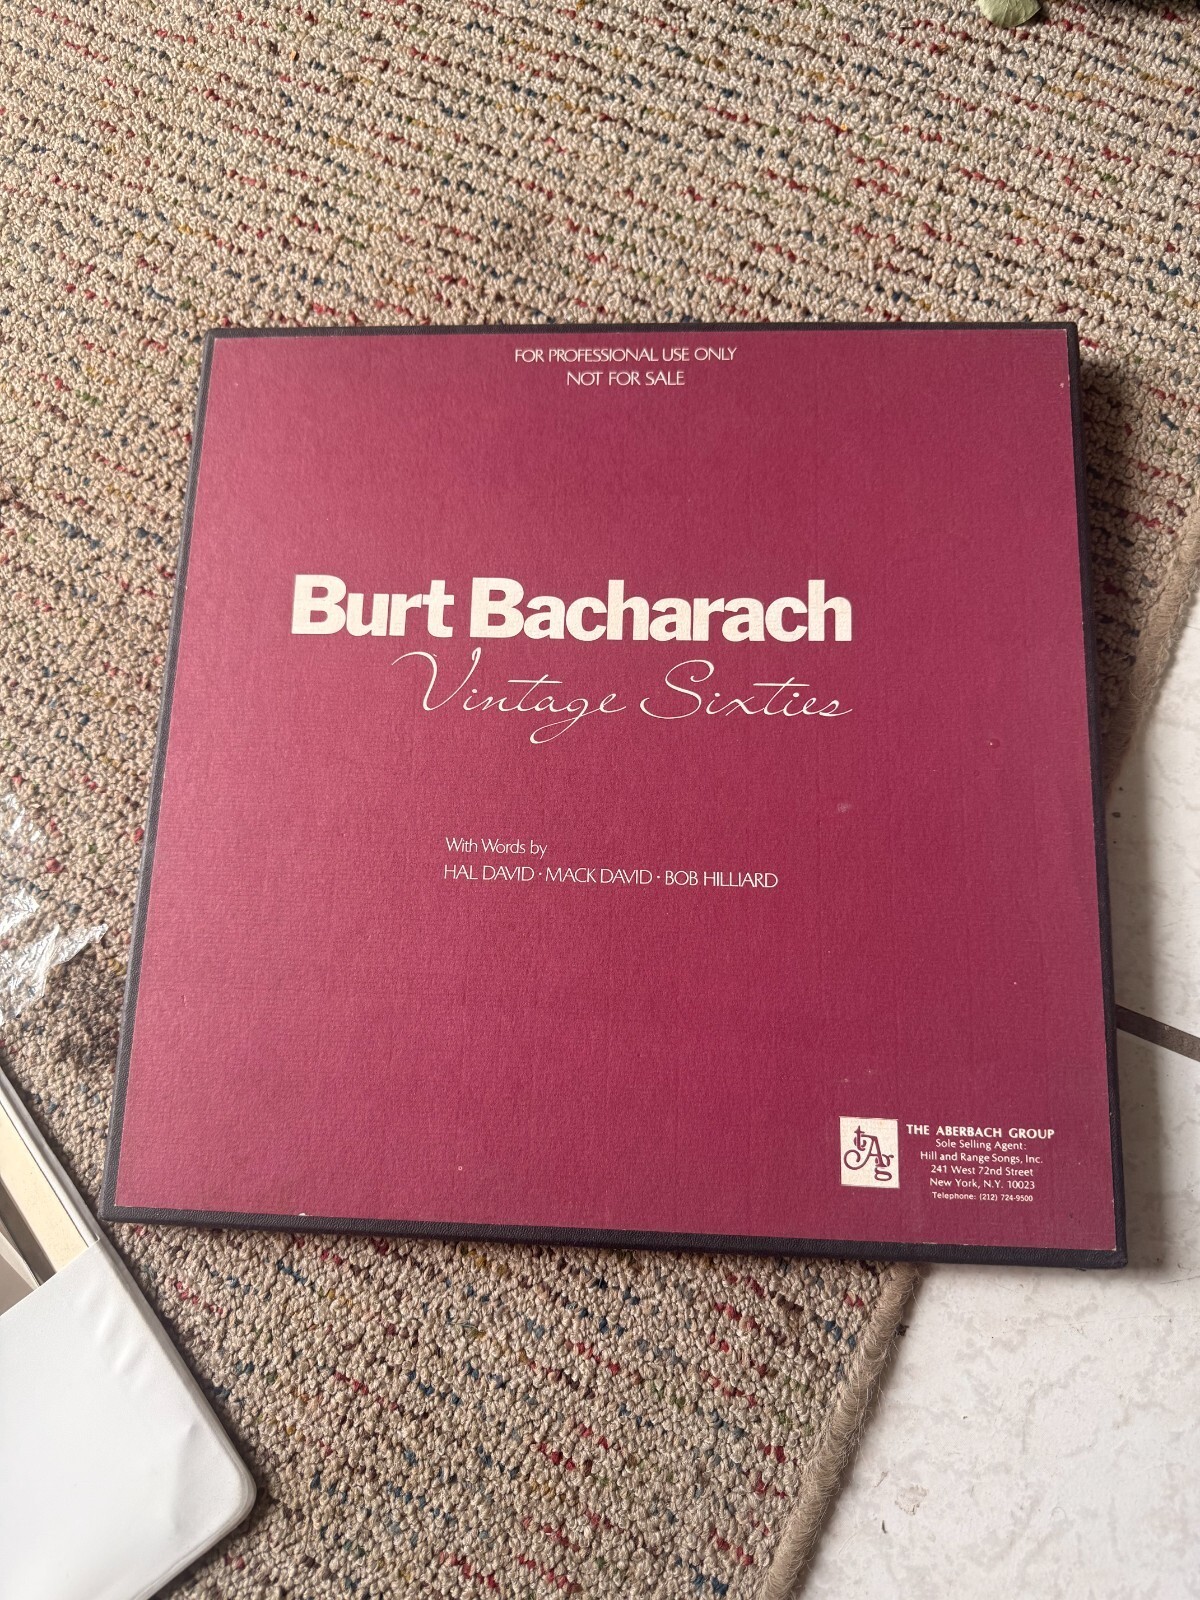 FOR PROFESSIONAL USE ONLY
NOT FOR SALE
Burt Bacharach
Vintage Sixties
With Words by
HAL DAVID · MACK DAVID · BOB HILLIARD
tAg
THE ABERBACH GROUP
Sole Selling Agent:
Hill and Range Songs, Inc.
241 West 72nd Street
New York, N.Y. 10023
Telephone: (212) 724-9500